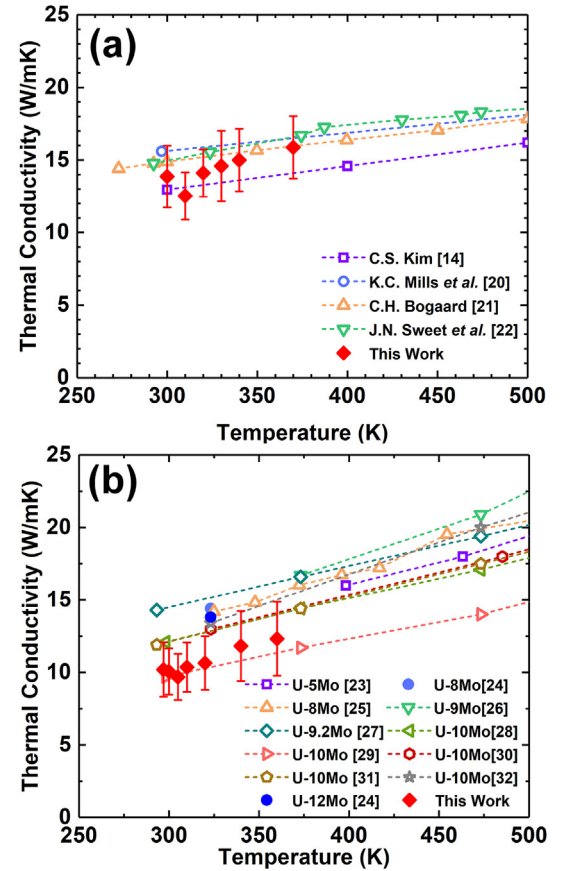 (a)
Thermal Conductivity (W/mK)
25
20
15
10
5
0
250 300 350 400 450 500
Temperature (K)
C.S. Kim [14]
K.C. Mills et al. [20]
C.H. Bogaard [21]
J.N. Sweet et al. [22]
This Work
(b)
Thermal Conductivity (W/mK)
25
20
15
10
5
0
250 300 350 400 450 500
Temperature (K)
U-5Mo [23] U-8Mo[24]
U-8Mo [25] U-9Mo[26]
U-9.2Mo [27] U-10Mo[28]
U-10Mo [29] U-10Mo[30]
U-10Mo [31] U-10Mo[32]
U-12Mo [24] This Work